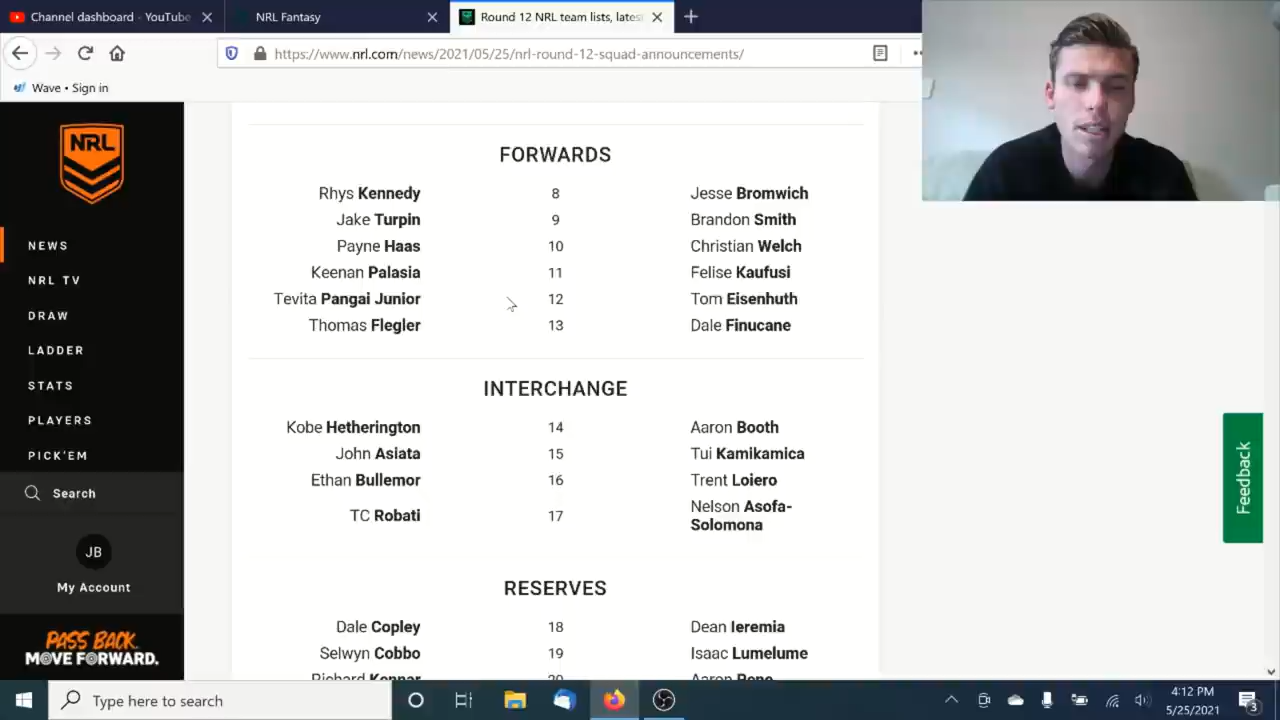 Channel dashboard - YouTube
NRL Fantasy
Round 12 NRL team lists, lates
https://www.nrl.com/news/2021/05/25/nrl-round-12-squad-announcements/
Wave • Sign in
NRL
NEWS
NRL TV
DRAW
LADDER
STATS
PLAYERS
PICK'EM
Search
JB
My Account
PASS BACK.
MOVE FORWARD.
FORWARDS
Rhys Kennedy 8 Jesse Bromwich
Jake Turpin 9 Brandon Smith
Payne Haas 10 Christian Welch
Keenan Palasia 11 Felise Kaufusi
Tevita Pangai Junior 12 Tom Eisenhuth
Thomas Flegler 13 Dale Finucane
INTERCHANGE
Kobe Hetherington 14 Aaron Booth
John Asiata 15 Tui Kamikamica
Ethan Bullemor 16 Trent Loiero
TC Robati 17 Nelson Asofa-
Solomona
RESERVES
Dale Copley 18 Dean Ieremia
Selwyn Cobbo 19 Isaac Lumelume
Richard Kennar 20 Aaron Pene
Feedback
Type here to search
4:12 PM
5/25/2021
3